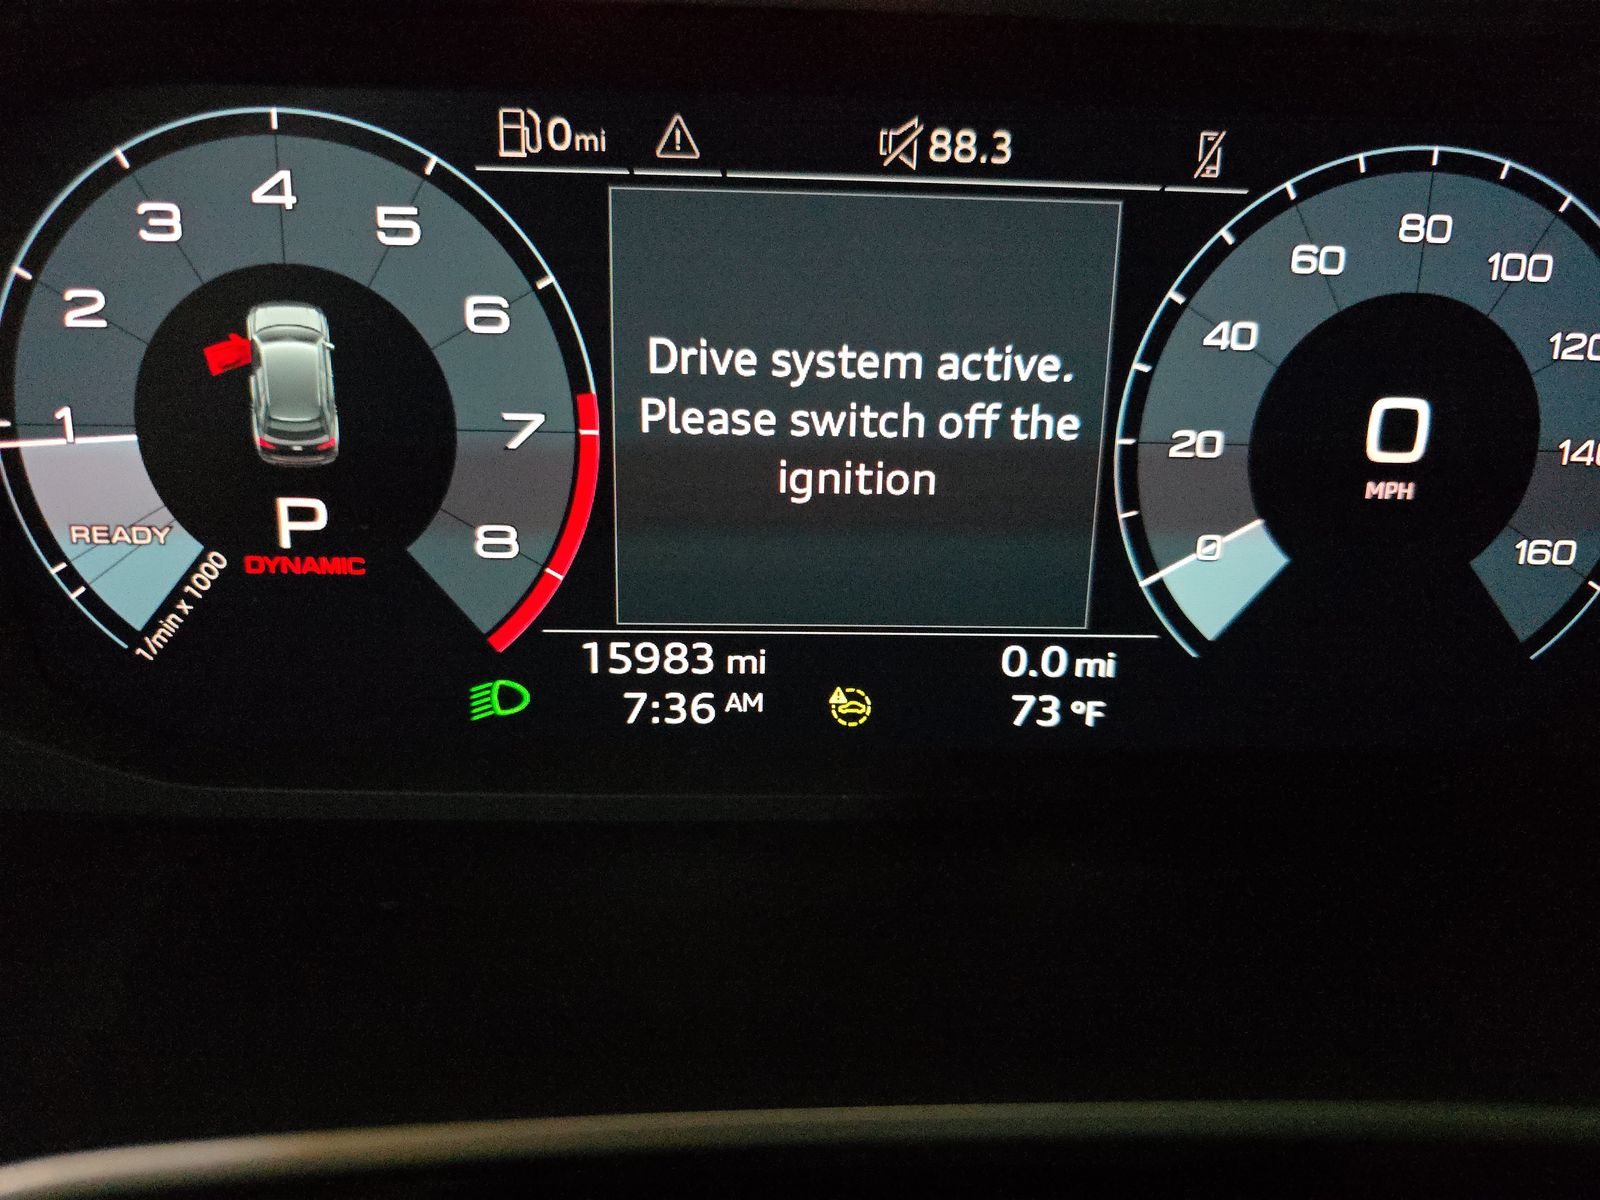 0 mi
88.3
1
2
3
4
5
6
7
8
READY
1/min x 1000
P
DYNAMIC
Drive system active.
Please switch off the
ignition
0
20
40
60
80
100
120
140
160
0
MPH
15983 mi
0.0 mi
7:36 AM
73 °F